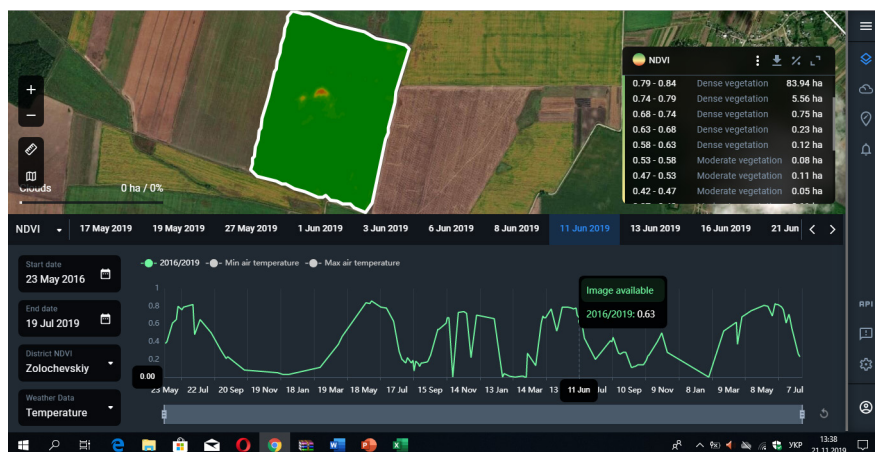 NDVI
0.79 - 0.84 Dense vegetation 83.94 ha
0.74 - 0.79 Dense vegetation 5.56 ha
0.68 - 0.74 Dense vegetation 0.75 ha
0.63 - 0.68 Dense vegetation 0.23 ha
0.58 - 0.63 Dense vegetation 0.12 ha
0.53 - 0.58 Moderate vegetation 0.08 ha
0.47 - 0.53 Moderate vegetation 0.11 ha
0.42 - 0.47 Moderate vegetation 0.05 ha
Clouds 0 ha / 0%
NDVI 17 May 2019 19 May 2019 27 May 2019 1 Jun 2019 3 Jun 2019 6 Jun 2019 8 Jun 2019 11 Jun 2019 13 Jun 2019 16 Jun 2019 21 Jun
Start date
23 May 2016
End date
19 Jul 2019
District NDVI
Zolochevskiy
Weather Data
Temperature
2016/2019 Min air temperature Max air temperature
1
0.8
0.6
0.4
0.2
0.00
Image available
2016/2019: 0.63
23 May 22 Jul 20 Sep 19 Nov 18 Jan 19 Mar 18 May 17 Jul 15 Sep 14 Nov 13 Jan 14 Mar 13 11 Jun Jul 10 Sep 9 Nov 8 Jan 9 Mar 8 May 7 Jul
API
УКР
13:38
21.11.2019